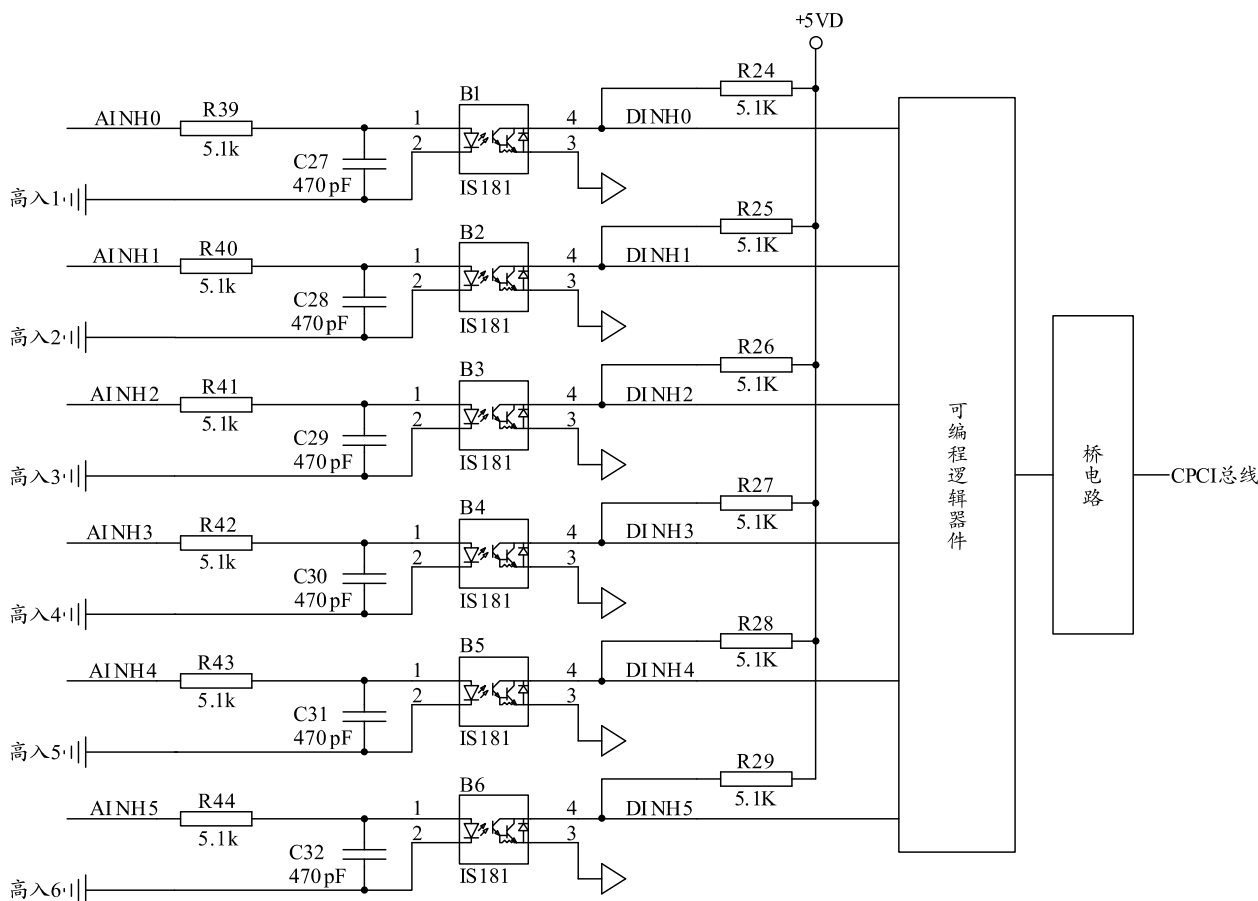 +5VD
R24
5.1K
B1
AINH0
R39
5.1k
1
2
4
3
DINH0
C27
470pF
IS181
高入1
R25
5.1K
B2
AINH1
R40
5.1k
1
2
4
3
DINH1
C28
470pF
IS181
高入2
R26
5.1K
B3
AINH2
R41
5.1k
1
2
4
3
DINH2
C29
470pF
IS181
高入3
R27
5.1K
B4
AINH3
R42
5.1k
1
2
4
3
DINH3
C30
470pF
IS181
高入4
R28
5.1K
B5
AINH4
R43
5.1k
1
2
4
3
DINH4
C31
470pF
IS181
高入5
R29
5.1K
B6
AINH5
R44
5.1k
1
2
4
3
DINH5
C32
470pF
IS181
高入6
可编程逻辑器件
桥电路
CPCI总线